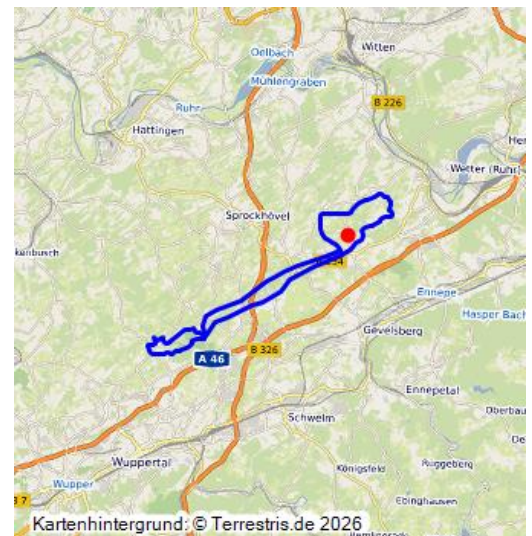 Oelbach
Witten
Mühlengraben
B 226
Ruhr
Hattingen
Wetter (Ruhr)
Sprockhövel
Ennepe
Hasper Bach
Gevelsberg
B 326
A 46
Ennepetal
Schwelm
Wuppertal
Königsfeld
Ruggeberg
Wupper
B 7
Ebinghausen
Kartenhintergrund: © Terrestris.de 2026